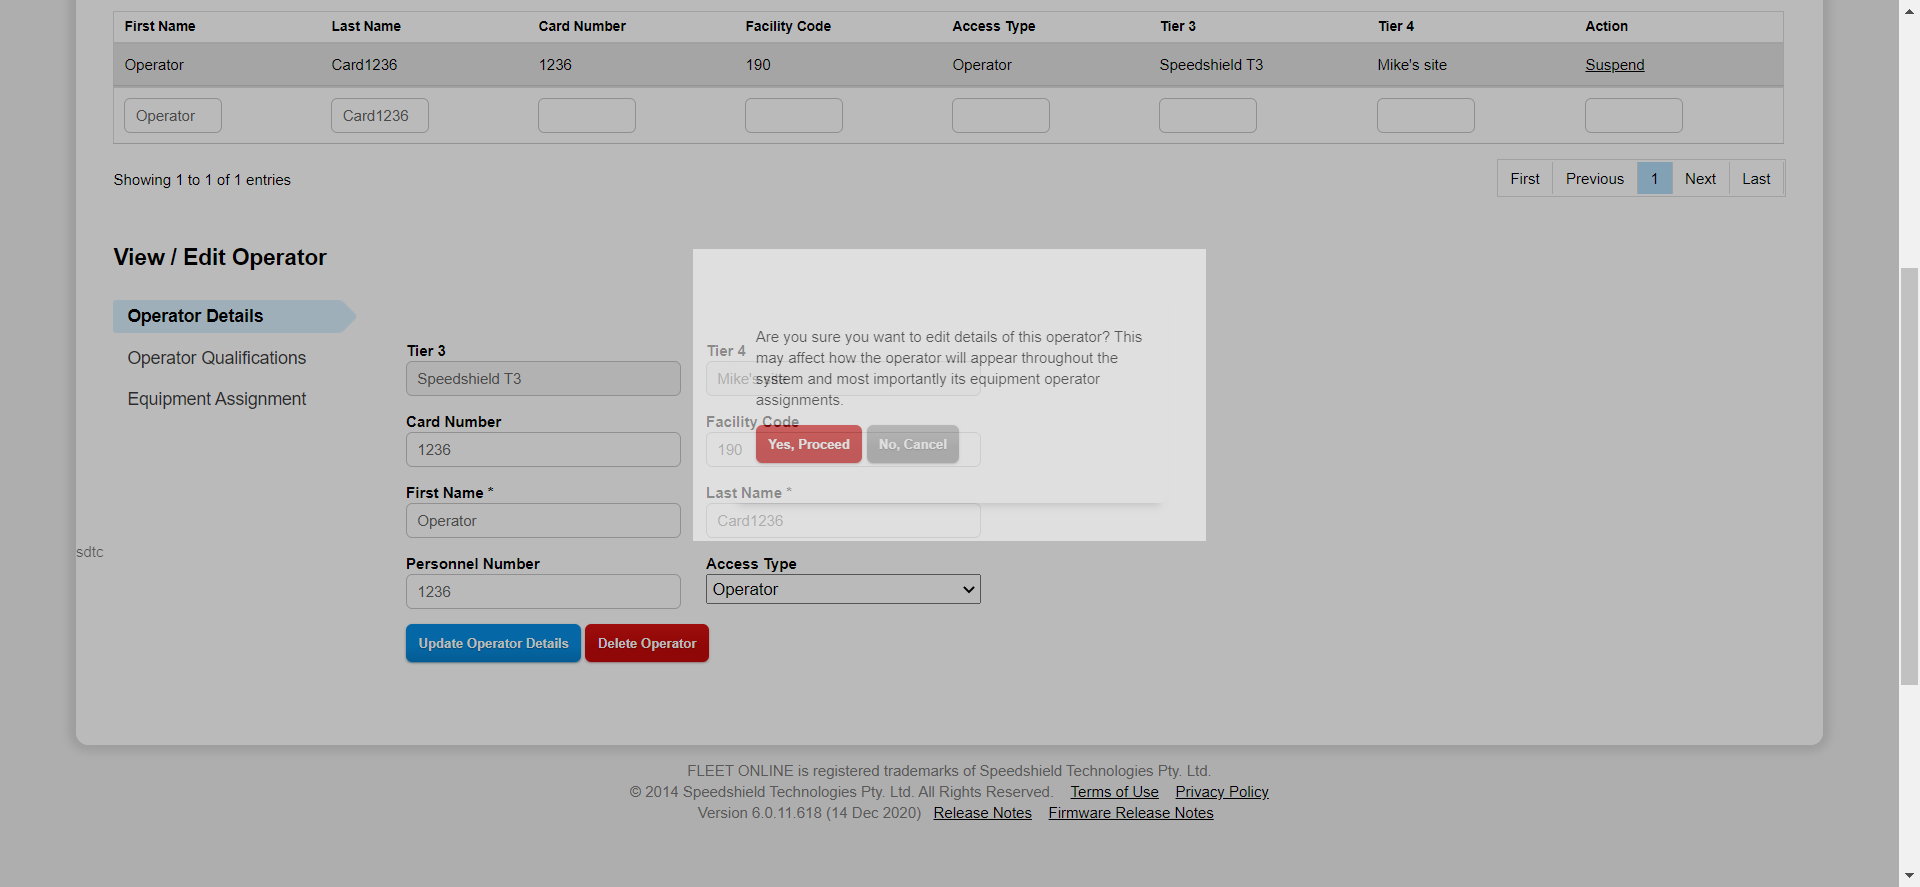 First Name Last Name Card Number Facility Code Access Type Tier 3 Tier 4 Action
Operator Card1236 1236 190 Operator Speedshield T3 Mike's site Suspend
Operator Card1236
Showing 1 to 1 of 1 entries
First Previous 1 Next Last
View / Edit Operator
Operator Details
Operator Qualifications
Equipment Assignment
Tier 3
Speedshield T3
Tier 4
Mike's site
Card Number
1236
Facility Code
190
First Name *
Operator
Last Name *
Card1236
Personnel Number
1236
Access Type
Operator
Update Operator Details Delete Operator
Are you sure you want to edit details of this operator? This
may affect how the operator will appear throughout the
system and most importantly its equipment operator
assignments.
Yes, Proceed No, Cancel
sdtc
FLEET ONLINE is registered trademarks of Speedshield Technologies Pty. Ltd.
© 2014 Speedshield Technologies Pty. Ltd. All Rights Reserved. Terms of Use Privacy Policy
Version 6.0.11.618 (14 Dec 2020) Release Notes Firmware Release Notes